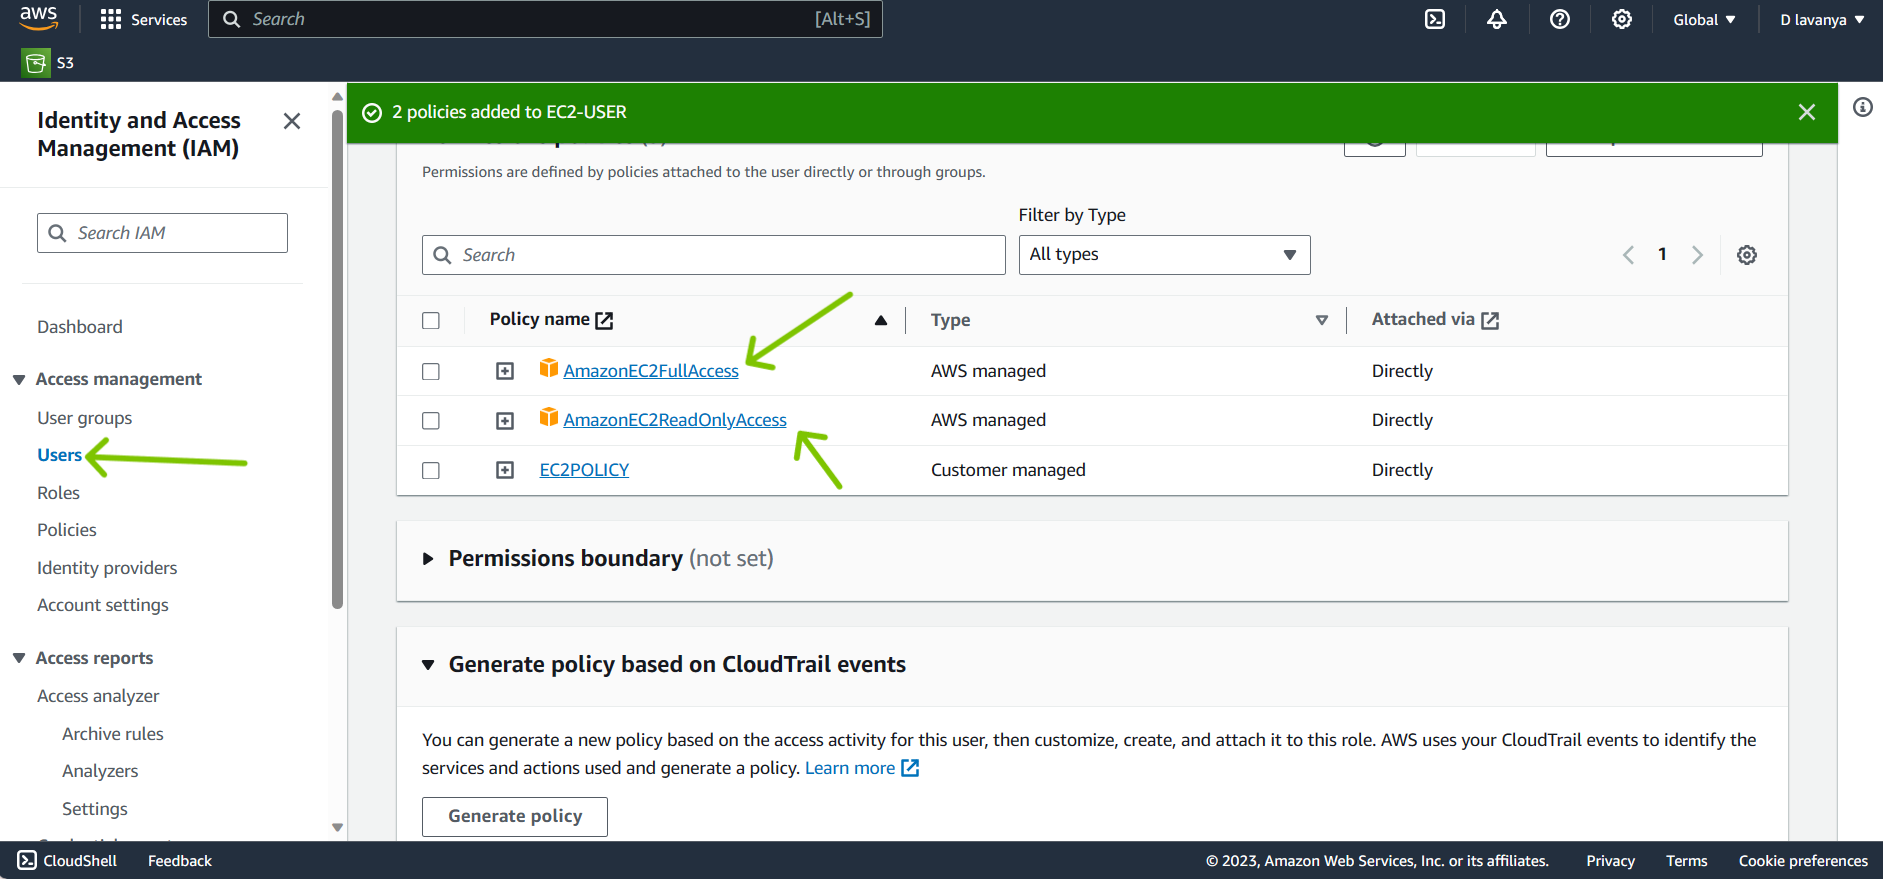 aws
Services
Search
[Alt+S]
Global
D lavanya
S3
Identity and Access
Management (IAM)
Search IAM
Dashboard
Access management
User groups
Users
Roles
Policies
Identity providers
Account settings
Access reports
Access analyzer
Archive rules
Analyzers
Settings
2 policies added to EC2-USER
Permissions are defined by policies attached to the user directly or through groups.
Filter by Type
Search
All types
1
Policy name
Type
Attached via
AmazonEC2FullAccess
AWS managed
Directly
AmazonEC2ReadOnlyAccess
AWS managed
Directly
EC2POLICY
Customer managed
Directly
Permissions boundary (not set)
Generate policy based on CloudTrail events
You can generate a new policy based on the access activity for this user, then customize, create, and attach it to this role. AWS uses your CloudTrail events to identify the
services and actions used and generate a policy. Learn more
Generate policy
CloudShell
Feedback
© 2023, Amazon Web Services, Inc. or its affiliates.
Privacy
Terms
Cookie preferences